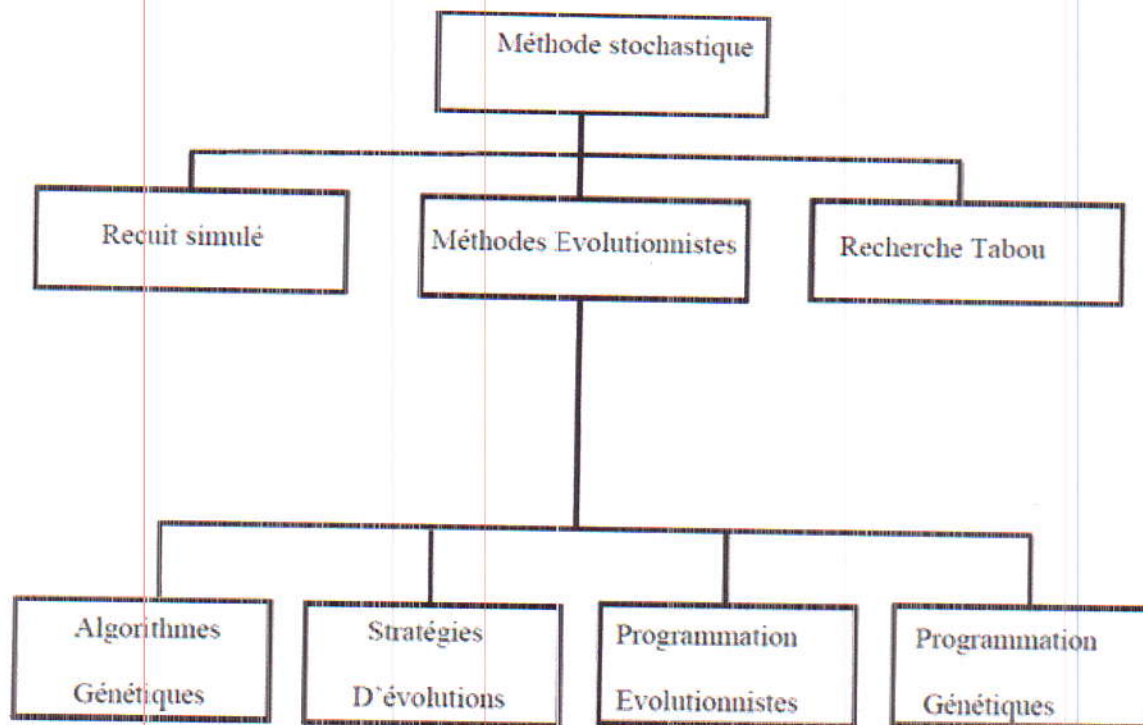 Méthode stochastique
Recuit simulé
Méthodes Evolutionnistes
Recherche Tabou
Algorithmes
Génétiques
Stratégies
D`évolutions
Programmation
Evolutionnistes
Programmation
Génétiques